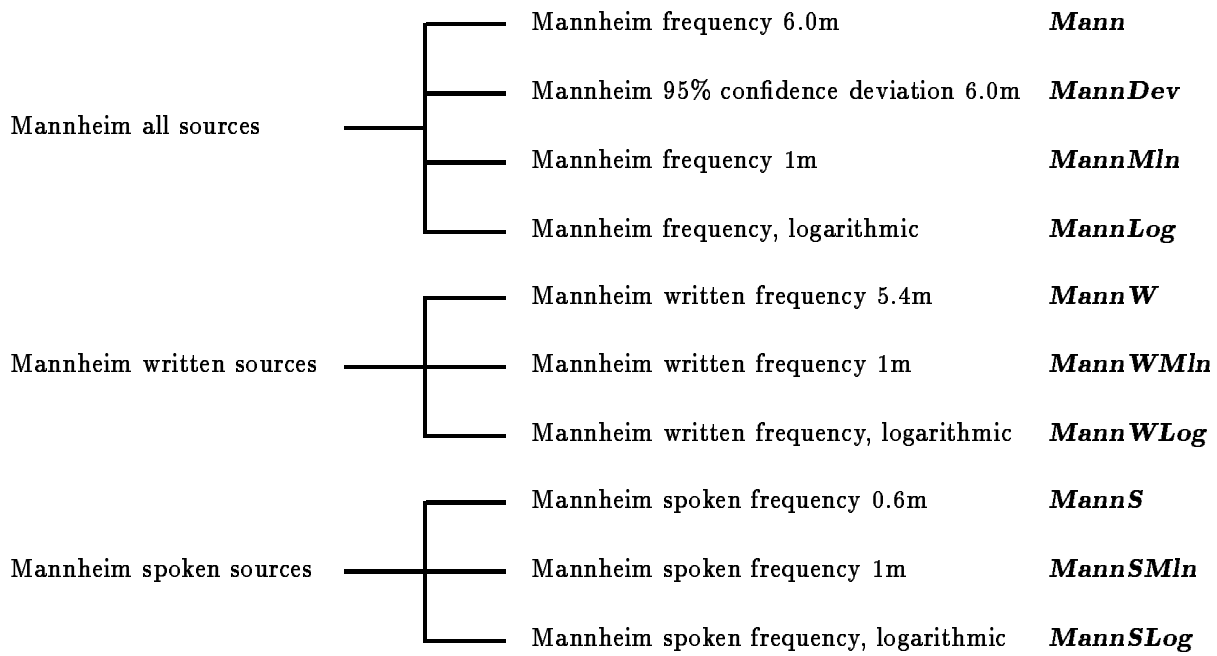 Mannheim frequency 6.0m Mann
Mannheim 95% confidence deviation 6.0m MannDev
Mannheim all sources
Mannheim frequency 1m MannMln
Mannheim frequency, logarithmic MannLog
Mannheim written frequency 5.4m MannW
Mannheim written sources Mannheim written frequency 1m MannWMln
Mannheim written frequency, logarithmic MannWLog
Mannheim spoken frequency 0.6m MannS
Mannheim spoken sources Mannheim spoken frequency 1m MannSMln
Mannheim spoken frequency, logarithmic MannSLog